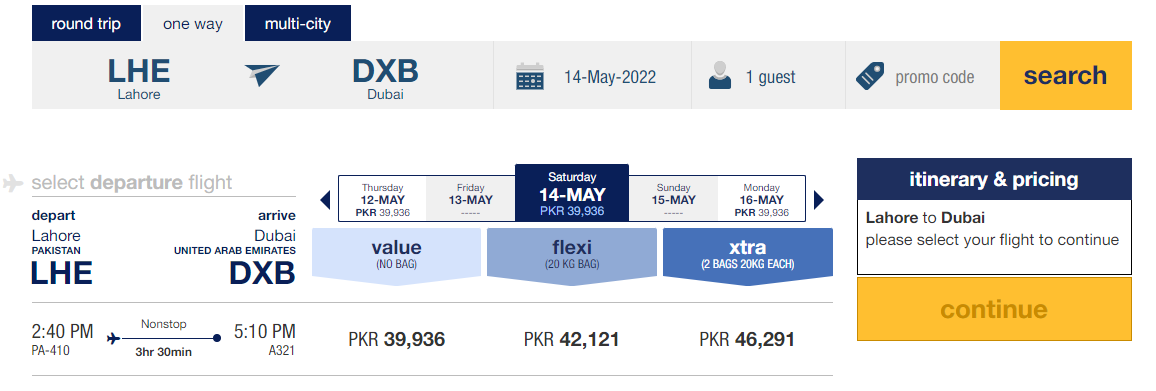 round trip one way multi-city
LHE DXB 14-May-2022 1 guest promo code search
Lahore Dubai
select departure flight
depart arrive
Lahore Dubai
PAKISTAN UNITED ARAB EMIRATES
LHE DXB
Thursday Friday Saturday Sunday Monday
12-MAY 13-MAY 14-MAY 15-MAY 16-MAY
PKR 39,936 ----- PKR 39,936 ----- PKR 39,936
value flexi xtra
(NO BAG) (20 KG BAG) (2 BAGS 20KG EACH)
2:40 PM Nonstop 5:10 PM PKR 39,936 PKR 42,121 PKR 46,291
PA-410 3hr 30min A321
itinerary & pricing
Lahore to Dubai
please select your flight to continue
continue